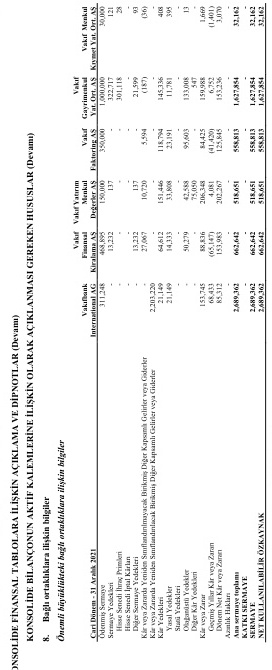 ONSOLİDE FİNANSAL TABLOLARA İLİŞKİN AÇIKLAMA VE DİPNOTLAR (Devamı)
KONSOLİDE BİLANÇONUN AKTİF KALEMLERİNE İLİŞKİN OLARAK AÇIKLANMASI GEREKEN HUSUSLAR (Devamı)
8. Bağlı ortaklıklara ilişkin bilgiler
Önemli büyüklükteki bağlı ortaklıklara ilişkin bilgiler
Cari Dönem - 31 Aralık 2021 Vakıfbank International AG Vakıf Finansal Kiralama AŞ Vakıf Yatırım Menkul Değerler AŞ Vakıf Faktoring AŞ Vakıf Gayrimenkul Yat. Ort. AŞ Vakıf Menkul Kıymet Yat. Ort. AŞ
Ödenmiş Sermaye 311,248 468,895 150,000 350,000 1,000,000 30,000
Sermaye Yedekleri - 13,232 137 - 322,717 121
Hisse Senedi İhraç Primleri - - - - 301,118 28
Hisse Senedi İptal Kârları - - - - - -
Diğer Sermaye Yedekleri - 13,232 137 - 21,599 93
Kâr veya Zararda Yeniden Sınıflandırılmayacak Birikmiş Diğer Kapsamlı Gelirler veya Giderler - 27,067 10,720 5,594 (187) (36)
Kâr veya Zararda Yeniden Sınıflandırılacak Birikmiş Diğer Kapsamlı Gelirler veya Giderler 2,203,220 - - - - -
Kâr Yedekleri 21,149 64,612 151,446 118,794 145,336 408
Yasal Yedekler 21,149 14,333 33,808 23,191 11,781 395
Statü Yedekleri - - - - - -
Olağanüstü Yedekler - 50,279 42,588 95,603 133,008 13
Diğer Kâr Yedekleri - - 75,050 - 547 -
Kâr veya Zarar 153,745 88,836 206,348 84,425 159,988 1,669
Geçmiş Yıllar Kâr veya Zararı 68,433 (65,147) 4,081 (41,420) 6,752 (1,401)
Dönem Net Kâr veya Zararı 85,312 153,983 202,267 125,845 153,236 3,070
Azınlık Hakları - - - - - -
Ana sermaye toplamı 2,689,362 662,642 518,651 558,813 1,627,854 32,162
KATKI SERMAYE - - - - - -
SERMAYE 2,689,362 662,642 518,651 558,813 1,627,854 32,162
NET KULLANILABİLİR ÖZKAYNAK 2,689,362 662,642 518,651 558,813 1,627,854 32,162